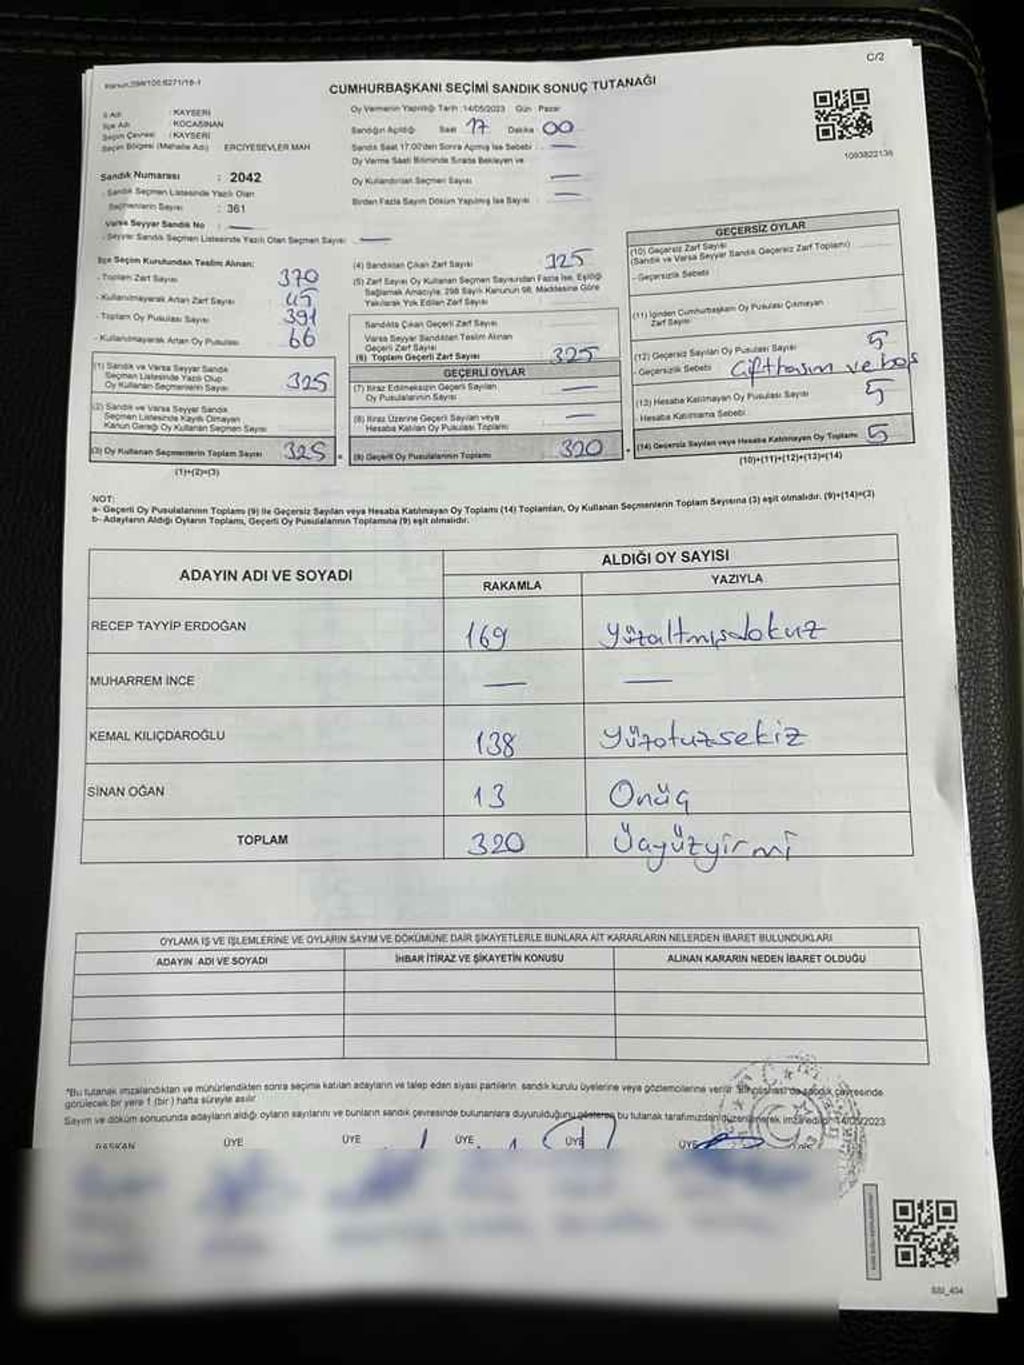 C/2
CUMHURBAŞKANI SEÇİMİ SANDIK SONUÇ TUTANAĞI
İl Adı : KAYSERİ
İlçe Adı : KOCASİNAN
Seçim Çevresi : KAYSERİ
Seçim Bölgesi (Mahalle Adı) ERCİYESEVLER MAH
Sandık Numarası : 2042
- Sandık Seçmen Listesinde Yazılı Olan
Seçmenlerin Sayısı : 361
Varsa Seyyar Sandık No : —
- Seyyar Sandık Seçmen Listesinde Yazılı Olan Seçmen Sayısı : —
Oy Vermenin Yapıldığı Tarih : 14/05/2023 Gün : Pazar
Sandığın Açıldığı Saat 17 Dakika : 00
Sandık Saat 17:00'den Sonra Açılmış İse Sebebi : —
Oy Verme Saati Bitiminde Sırada Bekleyen ve
Oy Kullandırılan Seçmen Sayısı —
Birden Fazla Sayım Döküm Yapılmış İse Sayısı : —
1093822136
İlçe Seçim Kurulundan Teslim Alınan:
- Toplam Zarf Sayısı 370
- Kullanılmayarak Artan Zarf Sayısı 45
- Toplam Oy Pusulası Sayısı 391
- Kullanılmayarak Artan Oy Pusulası 66
(1) Sandık ve Varsa Seyyar Sandık
Seçmen Listesinde Yazılı Olup
Oy Kullanan Seçmenlerin Sayısı 325
(2) Sandık ve Varsa Seyyar Sandık
Seçmen Listesinde Kayıtlı Olmayan
Kanun Gereği Oy Kullanan Seçmen Sayısı
(3) Oy Kullanan Seçmenlerin Toplam Sayısı 325
(1)+(2)=(3)
(4) Sandıktan Çıkan Zarf Sayısı 325
(5) Zarf Sayısı Oy Kullanan Seçmen Sayısından Fazla İse, Eşitliği
Sağlamak Amacıyla, 298 Sayılı Kanunun 98. Maddesine Göre
Yakılarak Yok Edilen Zarf Sayısı
Sandıkta Çıkan Geçerli Zarf Sayısı
Varsa Seyyar Sandıktan Teslim Alınan
Geçerli Zarf Sayısı
(6) Toplam Geçerli Zarf Sayısı 325
GEÇERLİ OYLAR
(7) İtiraz Edilmeksizin Geçerli Sayılan
Oy Pusulalarının Sayısı —
(8) İtiraz Üzerine Geçerli Sayılan veya
Hesaba Katılan Oy Pusulası Toplamı —
(9) Geçerli Oy Pusulalarının Toplamı 320
GEÇERSİZ OYLAR
(10) Geçersiz Zarf Sayısı
(Sandık ve Varsa Seyyar Sandık Geçersiz Zarf Toplamı)
- Geçersizlik Sebebi
(11) İçinden Cumhurbaşkanı Oy Pusulası Çıkmayan
Zarf Sayısı
(12) Geçersiz Sayılan Oy Pusulası Sayısı 5
- Geçersizlik Sebebi Çift basım ve boş
(13) Hesaba Katılmayan Oy Pusulası Sayısı 5
- Hesaba Katılmama Sebebi
(14) Geçersiz Sayılan veya Hesaba Katılmayan Oy Toplamı 5
(10)+(11)+(12)+(13)=(14)
NOT:
a- Geçerli Oy Pusulalarının Toplamı (9) ile Geçersiz Sayılan veya Hesaba Katılmayan Oy Toplamı (14) Toplamları, Oy Kullanan Seçmenlerin Toplam Sayısına (3) eşit olmalıdır. (9)+(14)=(3)
b- Adayların Aldığı Oyların Toplamı, Geçerli Oy Pusulalarının Toplamına (9) eşit olmalıdır.
ADAYIN ADI VE SOYADI
ALDIĞI OY SAYISI
RAKAMLA YAZIYLA
RECEP TAYYİP ERDOĞAN 169 Yüzaltmışdokuz
MUHARREM İNCE — —
KEMAL KILIÇDAROĞLU 138 Yüzotuzsekiz
SİNAN OĞAN 13 Onüç
TOPLAM 320 Üçyüzyirmi
OYLAMA İŞ VE İŞLEMLERİNE VE OYLARIN SAYIM VE DÖKÜMÜNE DAİR ŞİKAYETLERLE BUNLARA AİT KARARLARIN NELERDEN İBARET BULUNDUKLARI
ADAYIN ADI VE SOYADI İHBAR İTİRAZ VE ŞİKAYETİN KONUSU ALINAN KARARIN NEDEN İBARET OLDUĞU
*Bu tutanak imzalandıktan ve mühürlendikten sonra seçime katılan adayların ve talep eden siyasi partilerin, sandık kurulu üyelerine veya gözlemcilerine verilir. Bir nüshası da sandık çevresinde
görülecek bir yere 1 (bir) hafta süreyle asılır
Sayım ve döküm sonucunda adayların aldığı oyların sayılarını ve bunların sandık çevresinde bulunanlara duyurulduğunu gösteren bu tutanak tarafımızdan düzenlenerek imza edildi. 14/05/2023
BAŞKAN ÜYE ÜYE ÜYE ÜYE ÜYE